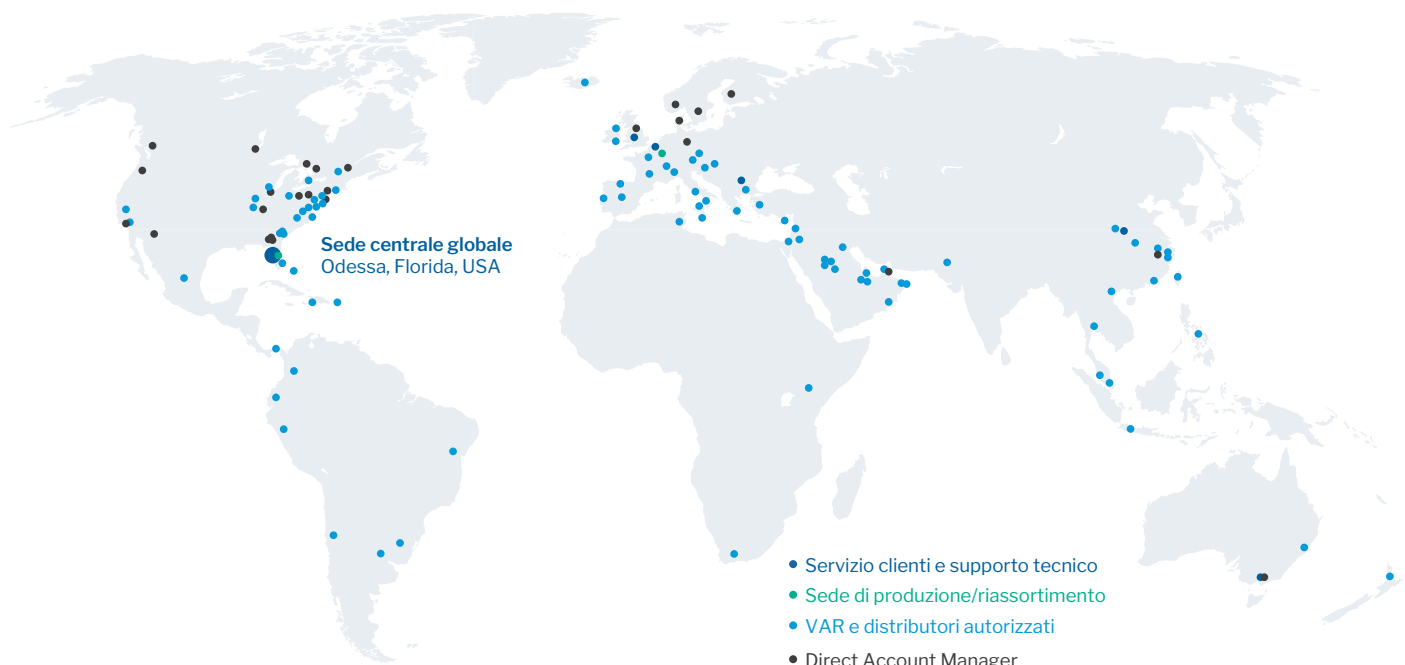 Sede centrale globale
Odessa, Florida, USA
Servizio clienti e supporto tecnico
Sede di produzione/riassortimento
VAR e distributori autorizzati
Direct Account Manager